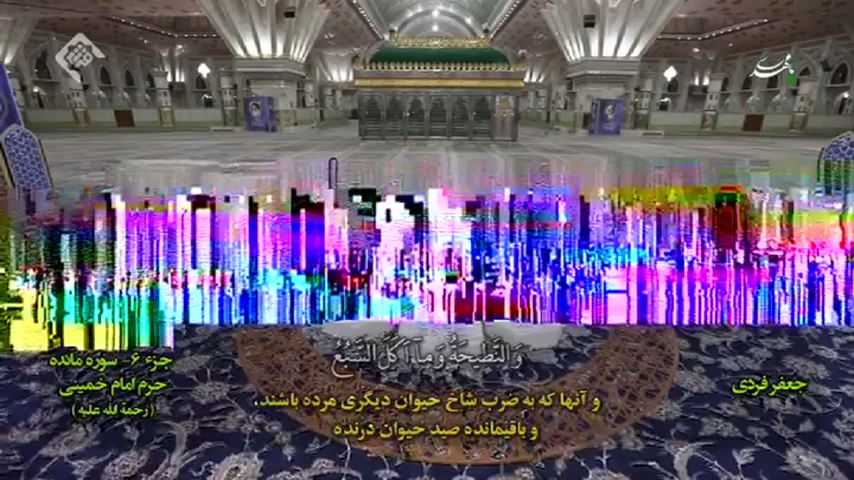 وَالنَّطِيحَةُ وَمَآ أَكَلَ السَّبُعُ
و آنها که به ضرب شاخ حیوان دیگری مرده باشند،
و باقیمانده صید حیوان درنده
جزء ۶ - سوره مائده
حرم امام خمینی
(رحمة الله علیه)
جعفر فردی